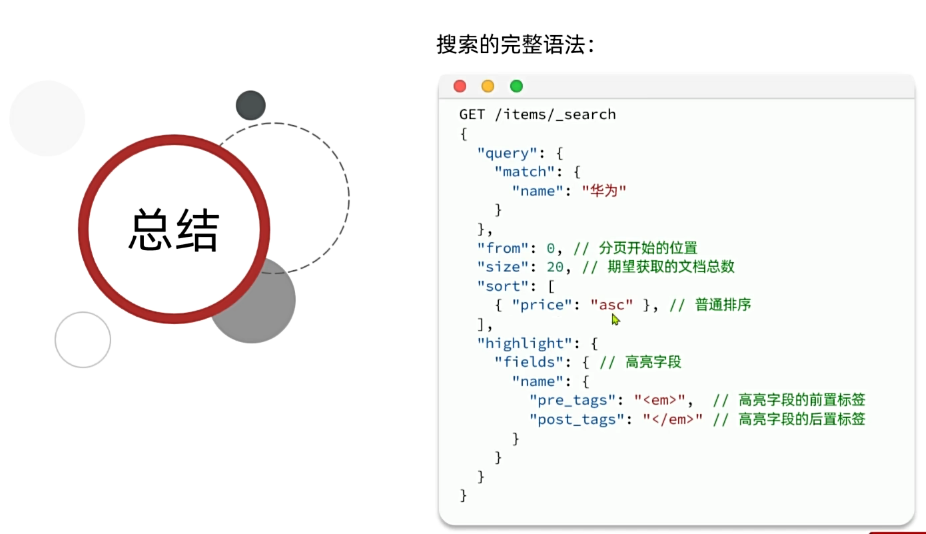 搜索的完整语法：
总结
GET /items/_search
{
  "query": {
    "match": {
      "name": "华为"
    }
  },
  "from": 0, // 分页开始的位置
  "size": 20, // 期望获取的文档总数
  "sort": [
    { "price": "asc" }, // 普通排序
  ],
  "highlight": {
    "fields": { // 高亮字段
      "name": {
        "pre_tags": "<em>",  // 高亮字段的前置标签
        "post_tags": "</em>" // 高亮字段的后置标签
      }
    }
  }
}